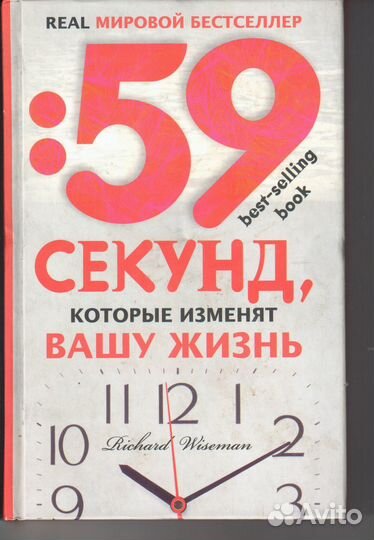 REAL МИРОВОЙ БЕСТСЕЛЛЕР
:59
best-selling
book
СЕКУНД,
КОТОРЫЕ ИЗМЕНЯТ
ВАШУ ЖИЗНЬ
11 12 1
10 2
Richard Wiseman
9 3
Avito